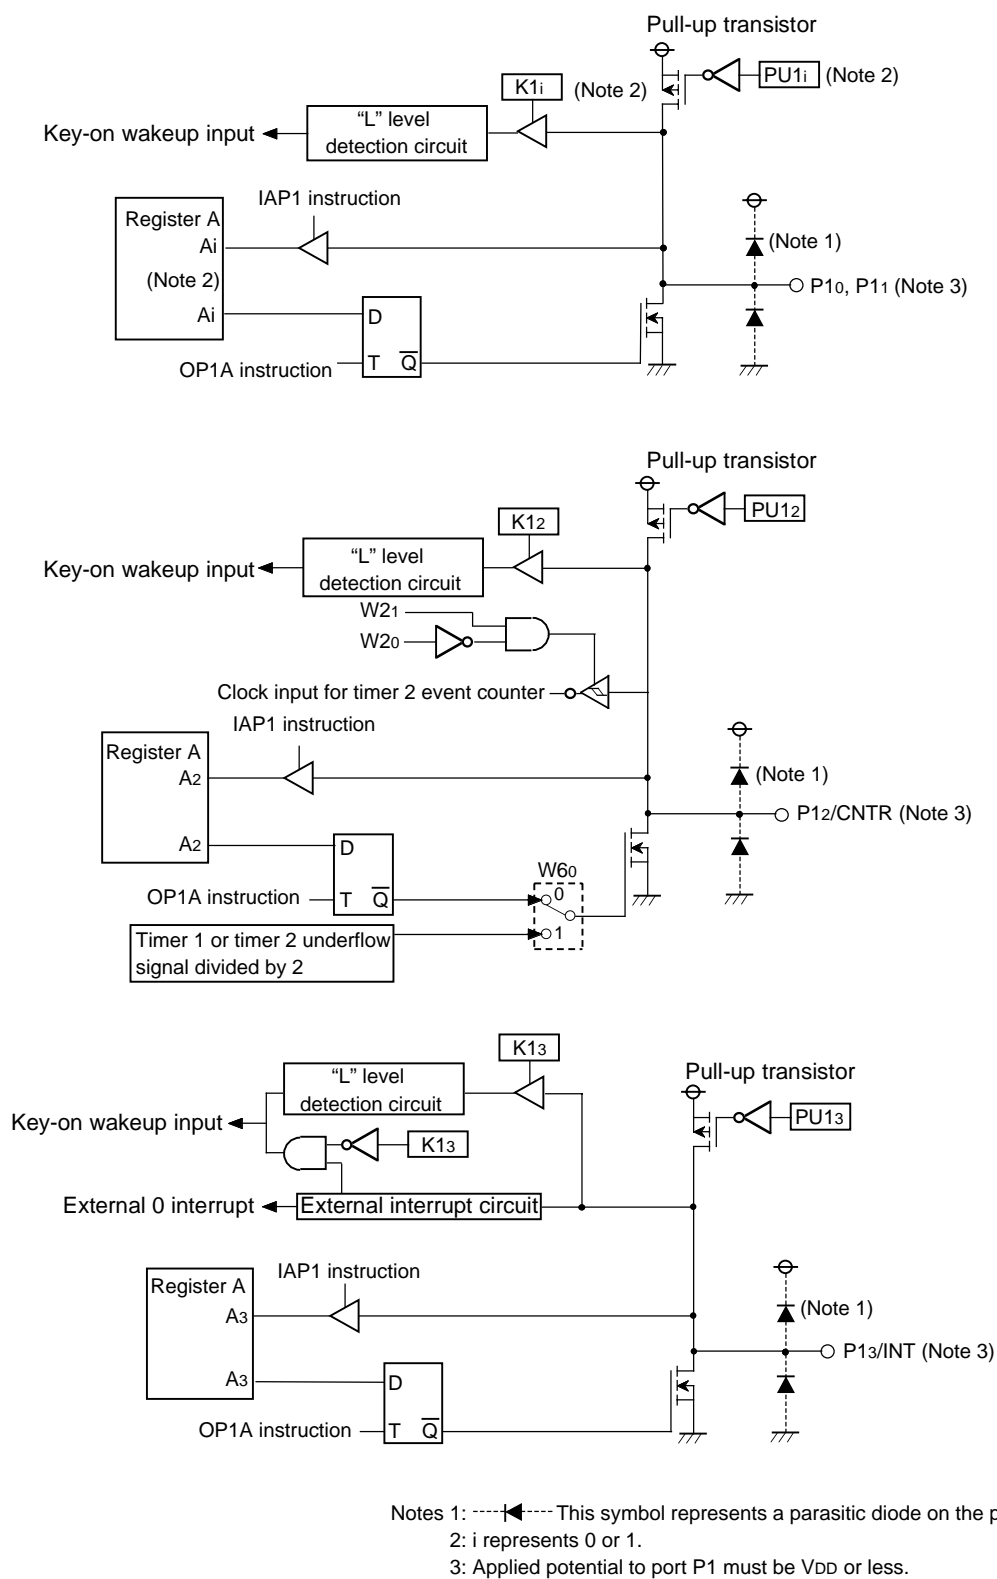 Pull-up transistor
K1i (Note 2)
PU1i (Note 2)
Key-on wakeup input
“L” level
detection circuit
IAP1 instruction
Register A
Ai
(Note 2)
Ai
D
T Q
OP1A instruction
(Note 1)
P10, P11 (Note 3)
Pull-up transistor
K12
PU12
Key-on wakeup input
“L” level
detection circuit
W21
W20
Clock input for timer 2 event counter
IAP1 instruction
Register A
A2
A2
D
T Q
OP1A instruction
W60
0
1
Timer 1 or timer 2 underflow
signal divided by 2
(Note 1)
P12/CNTR (Note 3)
K13
“L” level
detection circuit
Pull-up transistor
PU13
Key-on wakeup input
K13
External 0 interrupt
External interrupt circuit
IAP1 instruction
Register A
A3
A3
D
T Q
OP1A instruction
(Note 1)
P13/INT (Note 3)
Notes 1: This symbol represents a parasitic diode on the
2: i represents 0 or 1.
3: Applied potential to port P1 must be VDD or less.